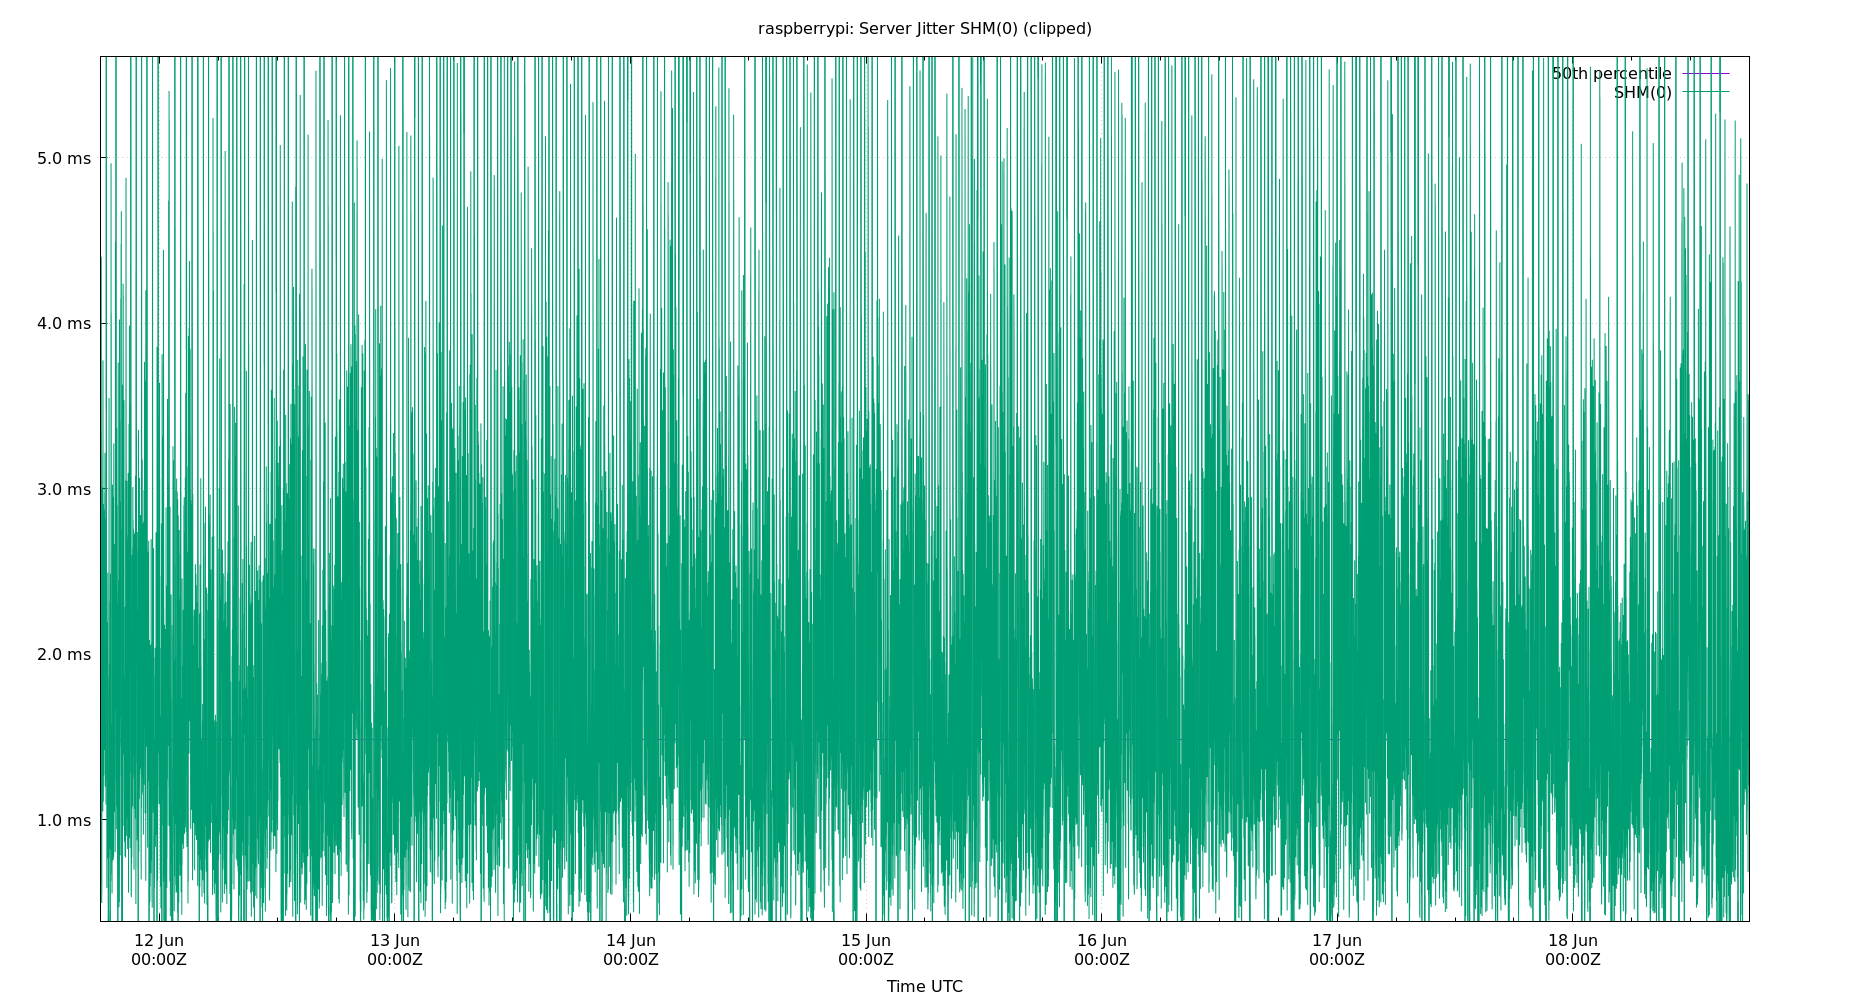 raspberrypi: Server Jitter SHM(0) (clipped)
50th percentile
SHM(0)
5.0 ms
4.0 ms
3.0 ms
2.0 ms
1.0 ms
12 Jun 13 Jun 14 Jun 15 Jun 16 Jun 17 Jun 18 Jun
00:00Z 00:00Z 00:00Z 00:00Z 00:00Z 00:00Z 00:00Z
Time UTC